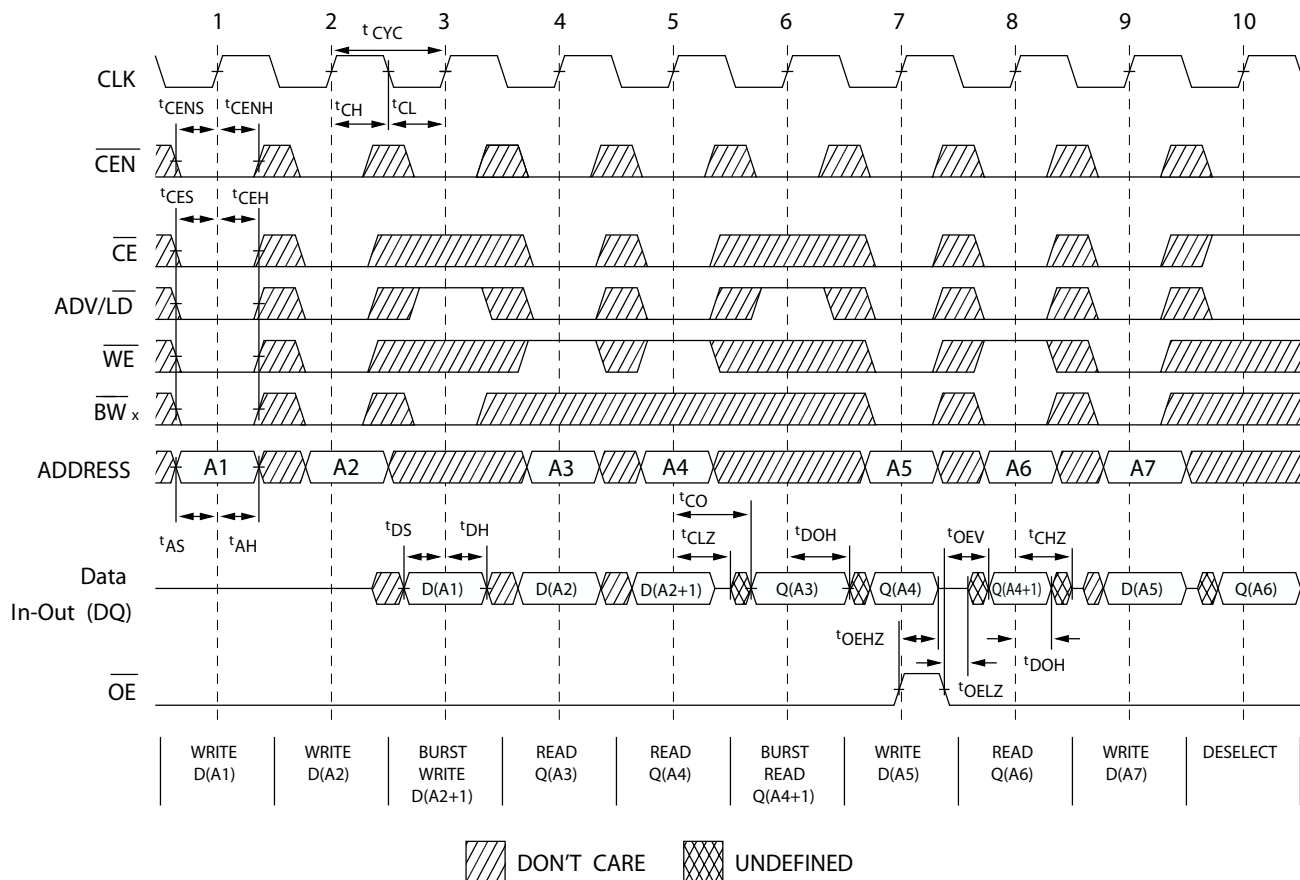 1 2 3 4 5 6 7 8 9 10
t CYC
CLK
tCENS tCENH tCH tCL
CEN
tCES tCEH
CE
ADV/LD
WE
BW x
ADDRESS A1 A2 A3 A4 A5 A6 A7
tCO
tAS tAH tDS tDH tCLZ tDOH tOEV tCHZ
Data
In-Out (DQ) D(A1) D(A2) D(A2+1) Q(A3) Q(A4) Q(A4+1) D(A5) Q(A6)
tOEHZ tDOH
tOELZ
OE
WRITE WRITE BURST READ READ BURST WRITE READ WRITE DESELECT
D(A1) D(A2) WRITE Q(A3) Q(A4) READ D(A5) Q(A6) D(A7)
D(A2+1) Q(A4+1)
DON'T CARE UNDEFINED